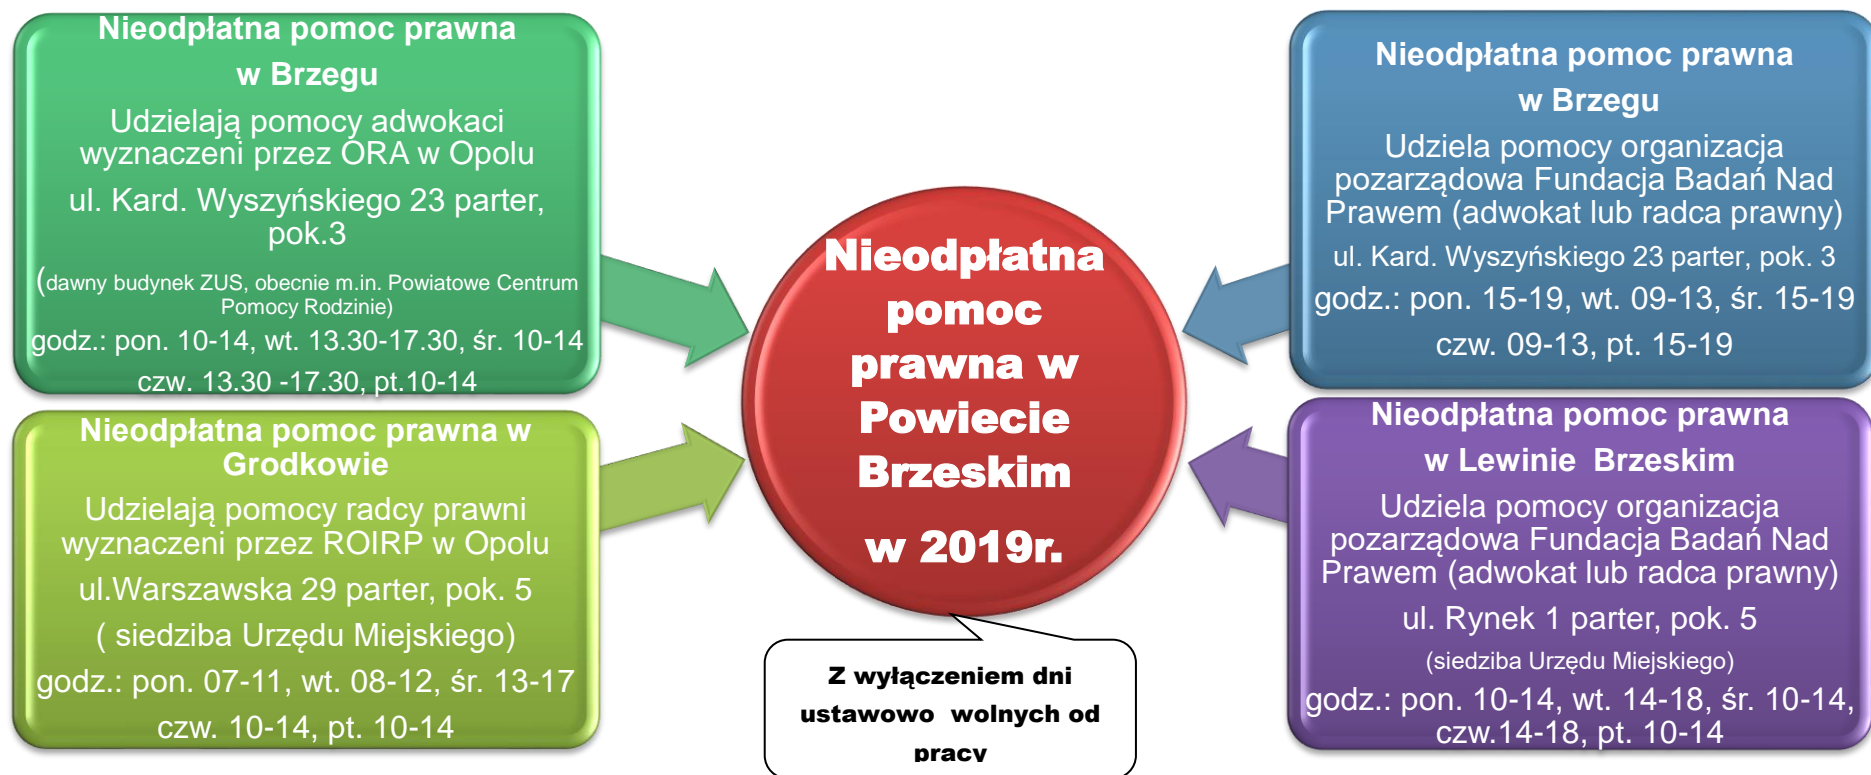 Nieodpłatna pomoc prawna
w Brzegu
Udzielają pomocy adwokaci
wyznaczeni przez ORA w Opolu
ul. Kard. Wyszyńskiego 23 parter,
pok.3
(dawny budynek ZUS, obecnie m.in. Powiatowe Centrum
Pomocy Rodzinie)
godz.: pon. 10-14, wt. 13.30-17.30, śr. 10-14
czw. 13.30 -17.30, pt.10-14
Nieodpłatna pomoc prawna w
Grodkowie
Udzielają pomocy radcy prawni
wyznaczeni przez ROIRP w Opolu
ul.Warszawska 29 parter, pok. 5
( siedziba Urzędu Miejskiego)
godz.: pon. 07-11, wt. 08-12, śr. 13-17
czw. 10-14, pt. 10-14
Nieodpłatna
pomoc
prawna w
Powiecie
Brzeskim
w 2019r.
Z wyłączeniem dni
ustawowo wolnych od
pracy
Nieodpłatna pomoc prawna
w Brzegu
Udziela pomocy organizacja
pozarządowa Fundacja Badań Nad
Prawem (adwokat lub radca prawny)
ul. Kard. Wyszyńskiego 23 parter, pok. 3
godz.: pon. 15-19, wt. 09-13, śr. 15-19
czw. 09-13, pt. 15-19
Nieodpłatna pomoc prawna
w Lewinie Brzeskim
Udziela pomocy organizacja
pozarządowa Fundacja Badań Nad
Prawem (adwokat lub radca prawny)
ul. Rynek 1 parter, pok. 5
(siedziba Urzędu Miejskiego)
godz.: pon. 10-14, wt. 14-18, śr. 10-14,
czw.14-18, pt. 10-14